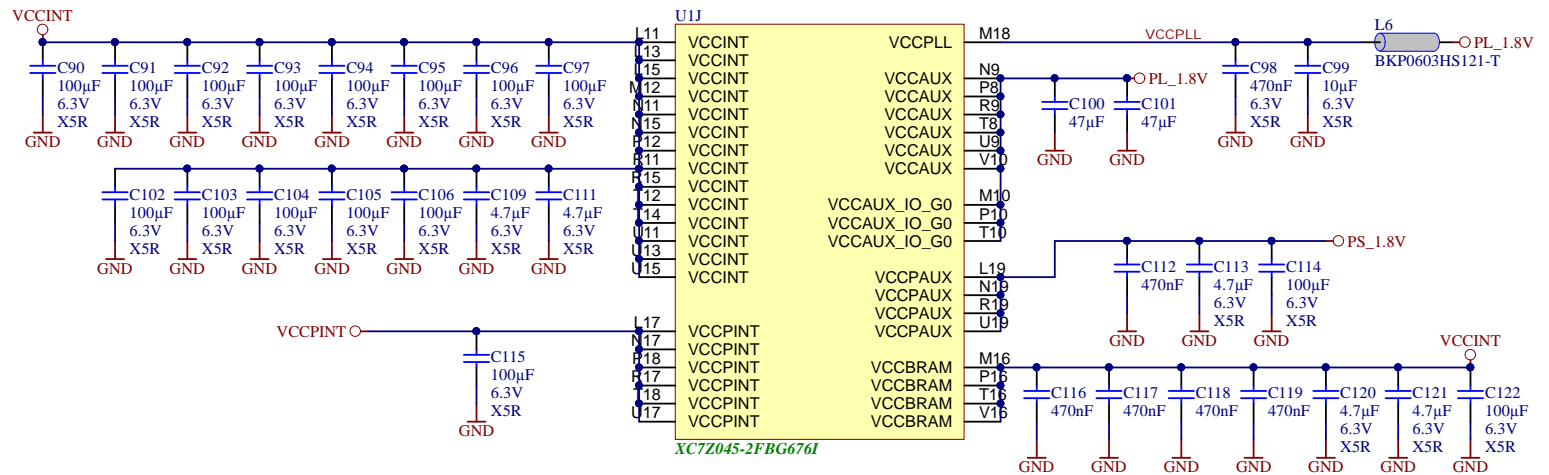 VCCINT
C90
100µF
6.3V
X5R
GND
C91
100µF
6.3V
X5R
GND
C92
100µF
6.3V
X5R
GND
C93
100µF
6.3V
X5R
GND
C94
100µF
6.3V
X5R
GND
C95
100µF
6.3V
X5R
GND
C96
100µF
6.3V
X5R
GND
C97
100µF
6.3V
X5R
GND
C102
100µF
6.3V
X5R
GND
C103
100µF
6.3V
X5R
GND
C104
100µF
6.3V
X5R
GND
C105
100µF
6.3V
X5R
GND
C106
100µF
6.3V
X5R
GND
C109
4.7µF
6.3V
X5R
GND
C111
4.7µF
6.3V
X5R
GND
VCCPINT
C115
100µF
6.3V
X5R
GND
U1J
L11 VCCINT
L13 VCCINT
L15 VCCINT
M12 VCCINT
N11 VCCINT
N15 VCCINT
P12 VCCINT
R11 VCCINT
R15 VCCINT
T12 VCCINT
T14 VCCINT
U11 VCCINT
U13 VCCINT
U15 VCCINT
L17 VCCPINT
N17 VCCPINT
P18 VCCPINT
R17 VCCPINT
T18 VCCPINT
U17 VCCPINT
VCCPLL M18
VCCAUX N9
VCCAUX P8
VCCAUX R9
VCCAUX T8
VCCAUX U9
VCCAUX V10
VCCAUX_IO_G0 M10
VCCAUX_IO_G0 P10
VCCAUX_IO_G0 T10
VCCPAUX L19
VCCPAUX N19
VCCPAUX R19
VCCPAUX U19
VCCBRAM M16
VCCBRAM P16
VCCBRAM T16
VCCBRAM V16
XC7Z045-2FBG676I
VCCPLL
L6
PL_1.8V
BKP0603HS121-T
C98
470nF
6.3V
X5R
GND
C99
10µF
6.3V
X5R
GND
PL_1.8V
C100
47µF
GND
C101
47µF
GND
PS_1.8V
C112
470nF
GND
C113
4.7µF
6.3V
X5R
GND
C114
100µF
6.3V
X5R
GND
VCCINT
C116
470nF
GND
C117
470nF
GND
C118
470nF
GND
C119
470nF
GND
C120
4.7µF
6.3V
X5R
GND
C121
4.7µF
6.3V
X5R
GND
C122
100µF
6.3V
X5R
GND